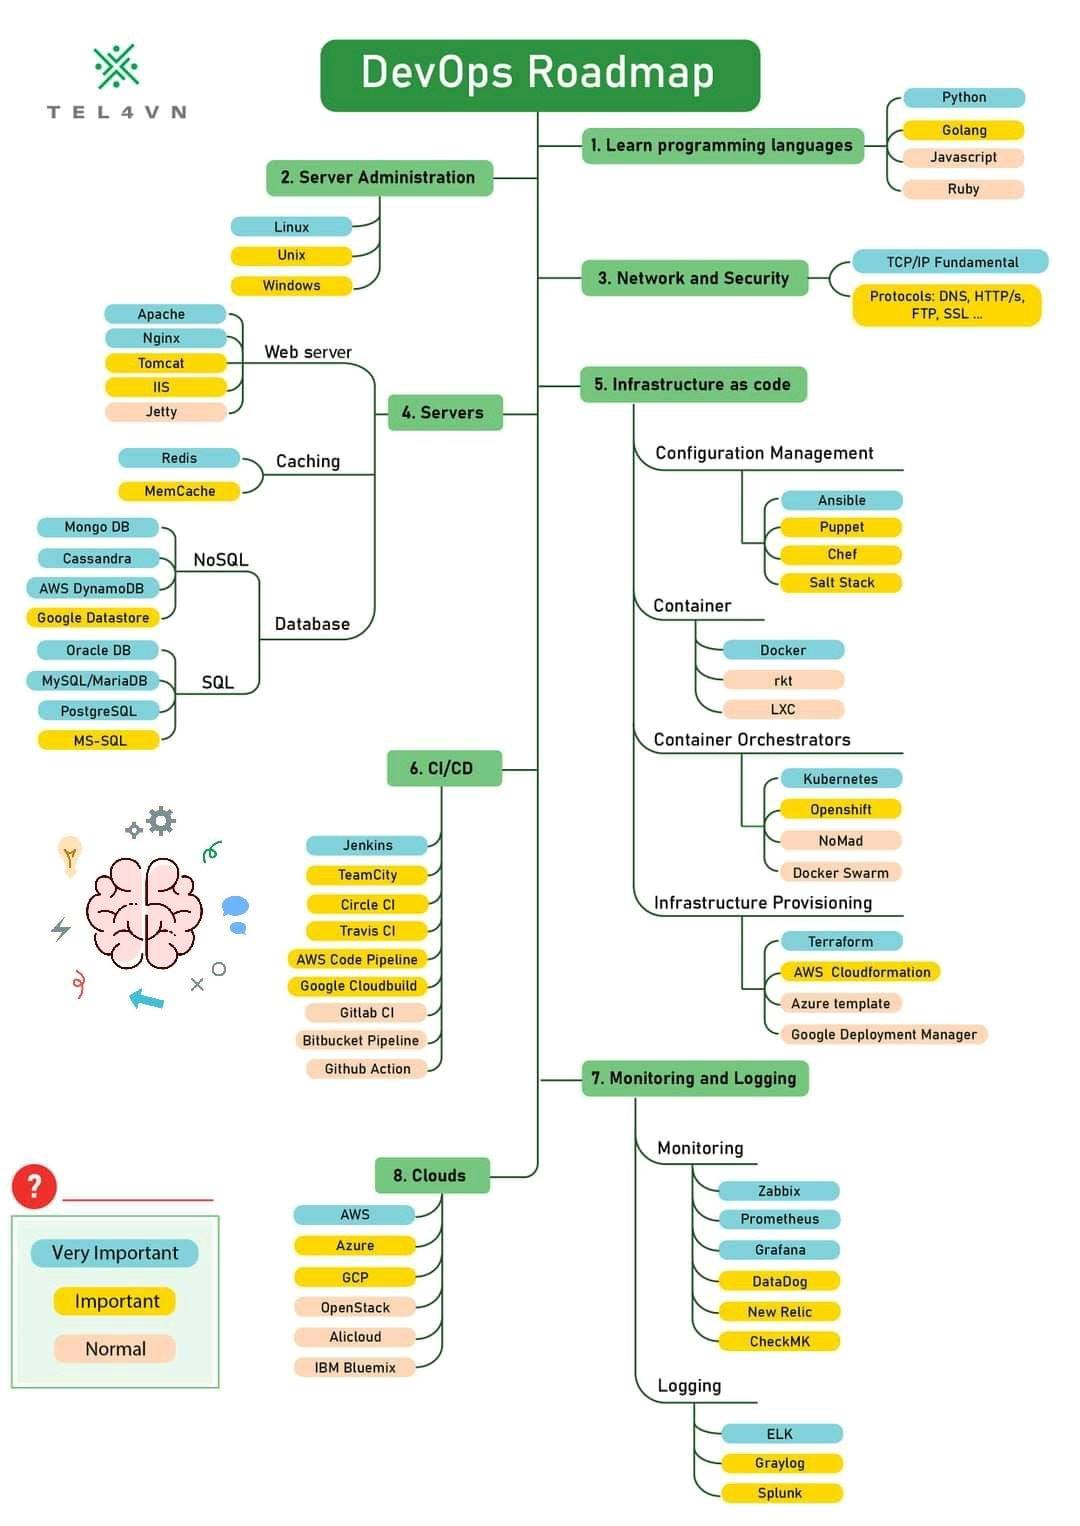 TEL4VN
DevOps Roadmap
1. Learn programming languages
Python
Golang
Javascript
Ruby
2. Server Administration
Linux
Unix
Windows
3. Network and Security
TCP/IP Fundamental
Protocols: DNS, HTTP/s,
FTP, SSL ...
4. Servers
Web server
Apache
Nginx
Tomcat
IIS
Jetty
Caching
Redis
MemCache
Database
NoSQL
Mongo DB
Cassandra
AWS DynamoDB
Google Datastore
SQL
Oracle DB
MySQL/MariaDB
PostgreSQL
MS-SQL
5. Infrastructure as code
Configuration Management
Ansible
Puppet
Chef
Salt Stack
Container
Docker
rkt
LXC
Container Orchestrators
Kubernetes
Openshift
NoMad
Docker Swarm
Infrastructure Provisioning
Terraform
AWS Cloudformation
Azure template
Google Deployment Manager
6. CI/CD
Jenkins
TeamCity
Circle CI
Travis CI
AWS Code Pipeline
Google Cloudbuild
Gitlab CI
Bitbucket Pipeline
Github Action
7. Monitoring and Logging
Monitoring
Zabbix
Prometheus
Grafana
DataDog
New Relic
CheckMK
Logging
ELK
Graylog
Splunk
8. Clouds
AWS
Azure
GCP
OpenStack
Alicloud
IBM Bluemix
?
Very Important
Important
Normal